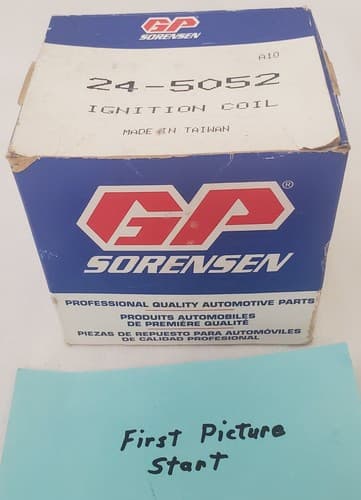 GP
SORENSEN
A10
24-5052
IGNITION COIL
MADE IN TAIWAN
GP®
SORENSEN
PROFESSIONAL QUALITY AUTOMOTIVE PARTS
PRODUITS AUTOMOBILES
DE PREMIÈRE QUALITÉ
PIEZAS DE REPUESTO PARA AUTOMÓVILES
DE CALIDAD PROFESIONAL
First Picture
Start